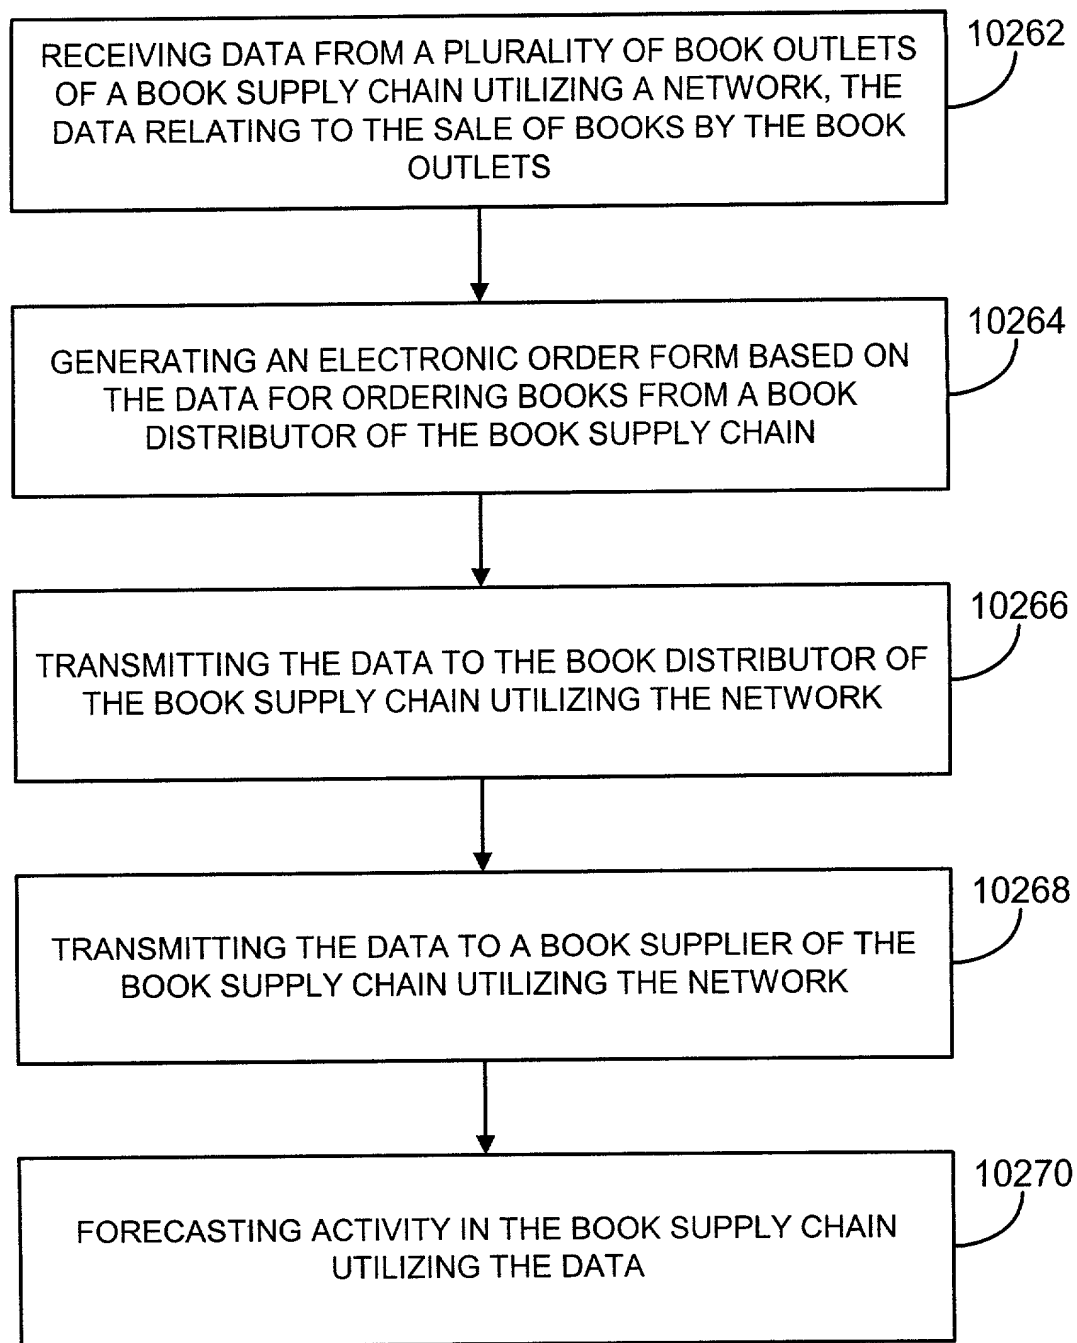 10262
RECEIVING DATA FROM A PLURALITY OF BOOK OUTLETS
OF A BOOK SUPPLY CHAIN UTILIZING A NETWORK, THE
DATA RELATING TO THE SALE OF BOOKS BY THE BOOK
OUTLETS
10264
GENERATING AN ELECTRONIC ORDER FORM BASED ON
THE DATA FOR ORDERING BOOKS FROM A BOOK
DISTRIBUTOR OF THE BOOK SUPPLY CHAIN
10266
TRANSMITTING THE DATA TO THE BOOK DISTRIBUTOR OF
THE BOOK SUPPLY CHAIN UTILIZING THE NETWORK
10268
TRANSMITTING THE DATA TO A BOOK SUPPLIER OF THE
BOOK SUPPLY CHAIN UTILIZING THE NETWORK
10270
FORECASTING ACTIVITY IN THE BOOK SUPPLY CHAIN
UTILIZING THE DATA